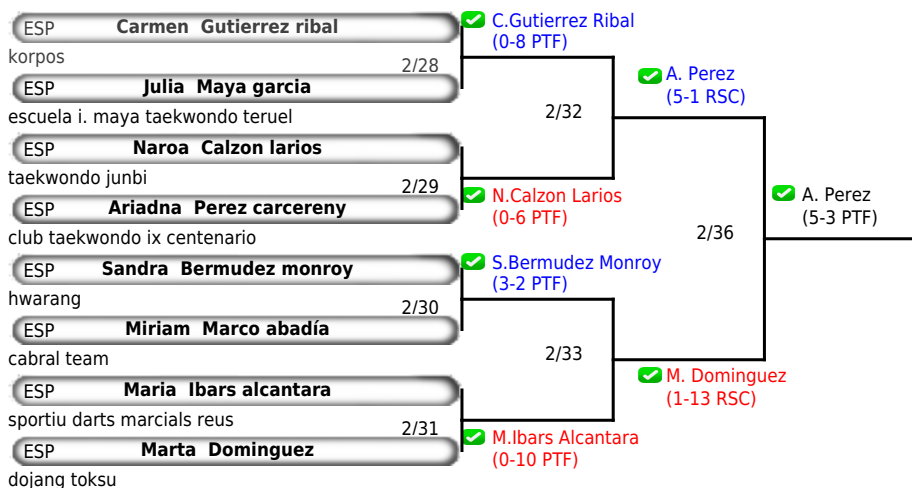 ESP Carmen Gutierrez ribal
korpos
2/28
ESP Julia Maya garcia
escuela i. maya taekwondo teruel
ESP Naroa Calzon larios
taekwondo junbi
2/29
ESP Ariadna Perez carcereny
club taekwondo ix centenario
ESP Sandra Bermudez monroy
hwarang
2/30
ESP Miriam Marco abadía
cabral team
ESP Maria Ibars alcantara
sportiu darts marcials reus
2/31
ESP Marta Dominguez
dojang toksu
C.Gutierrez Ribal
(0-8 PTF)
2/32
N.Calzon Larios
(0-6 PTF)
S.Bermudez Monroy
(3-2 PTF)
2/33
M.Ibars Alcantara
(0-10 PTF)
A. Perez
(5-1 RSC)
2/36
M. Dominguez
(1-13 RSC)
A. Perez
(5-3 PTF)